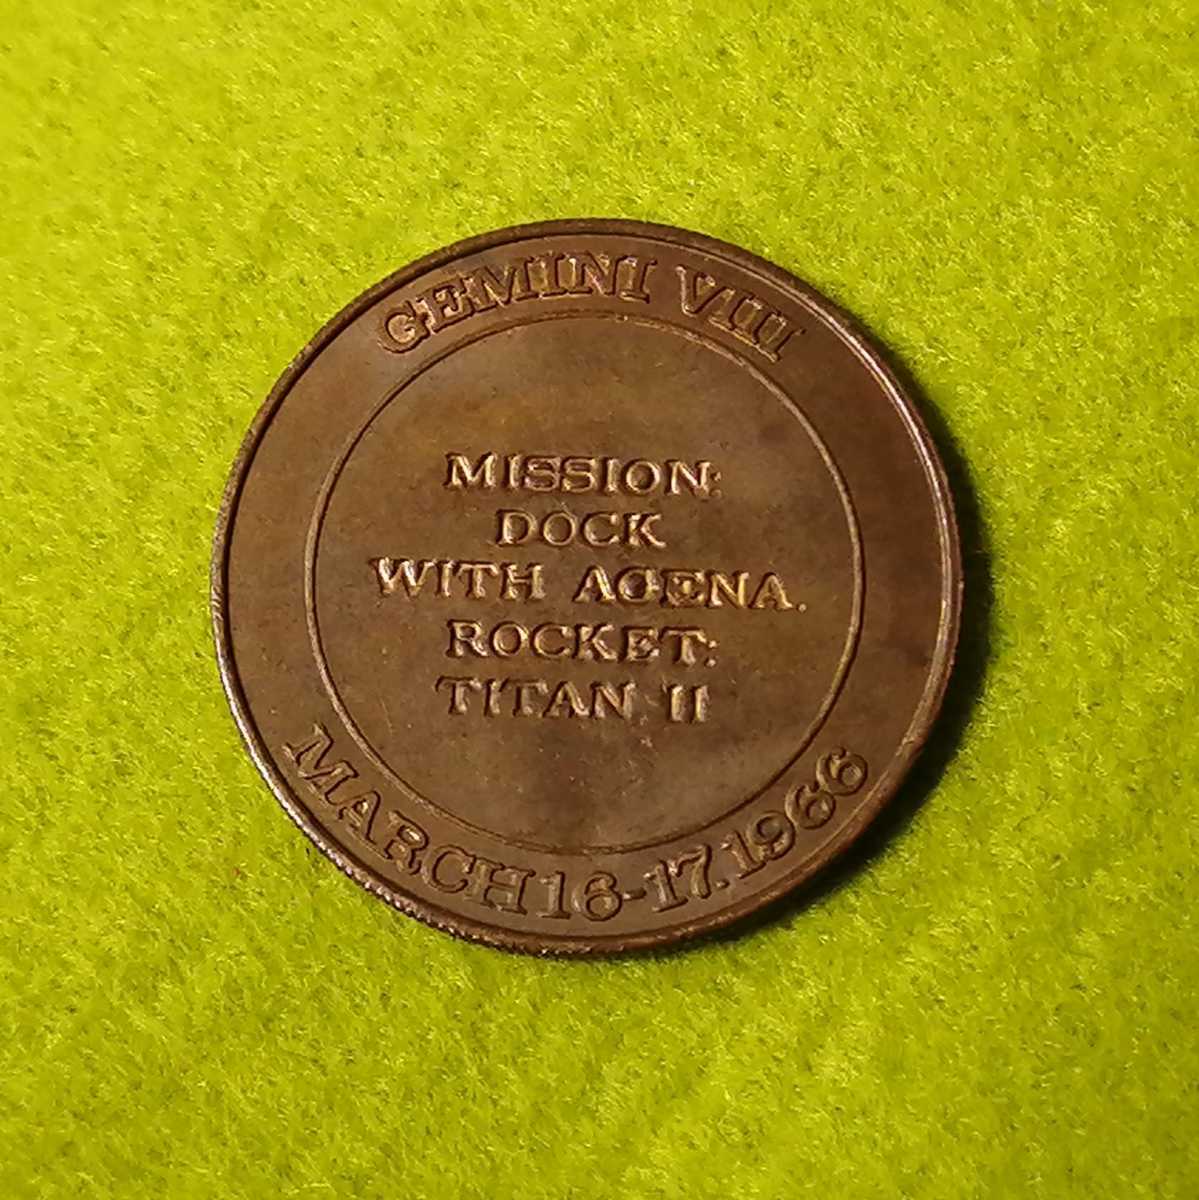 GEMINI VIII
MISSION:
DOCK
WITH AGENA.
ROCKET:
TITAN II
MARCH 16-17. 1966